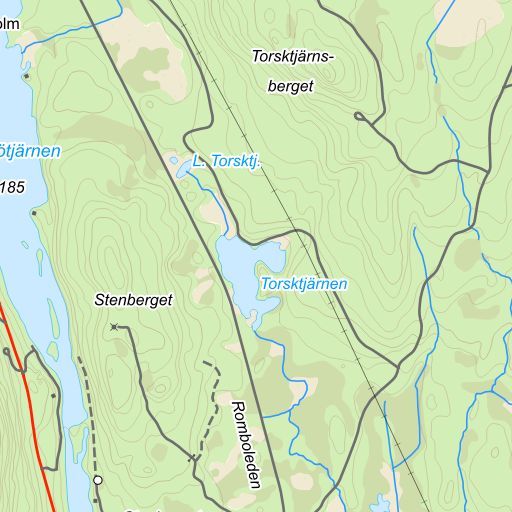 olm
Torsktjärns-
berget
ötjärnen
L. Torsktj.
185
Torsktjärnen
Stenberget
Romboleden